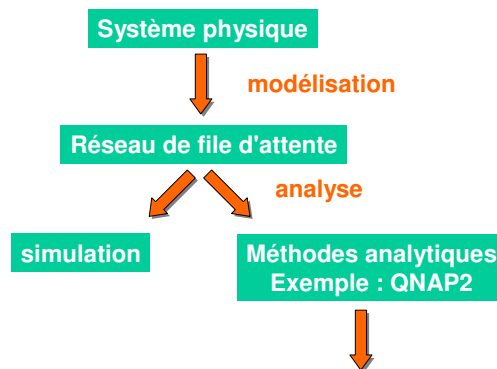 Système physique
modélisation
Réseau de file d'attente
analyse
simulation
Méthodes analytiques
Exemple : QNAP2